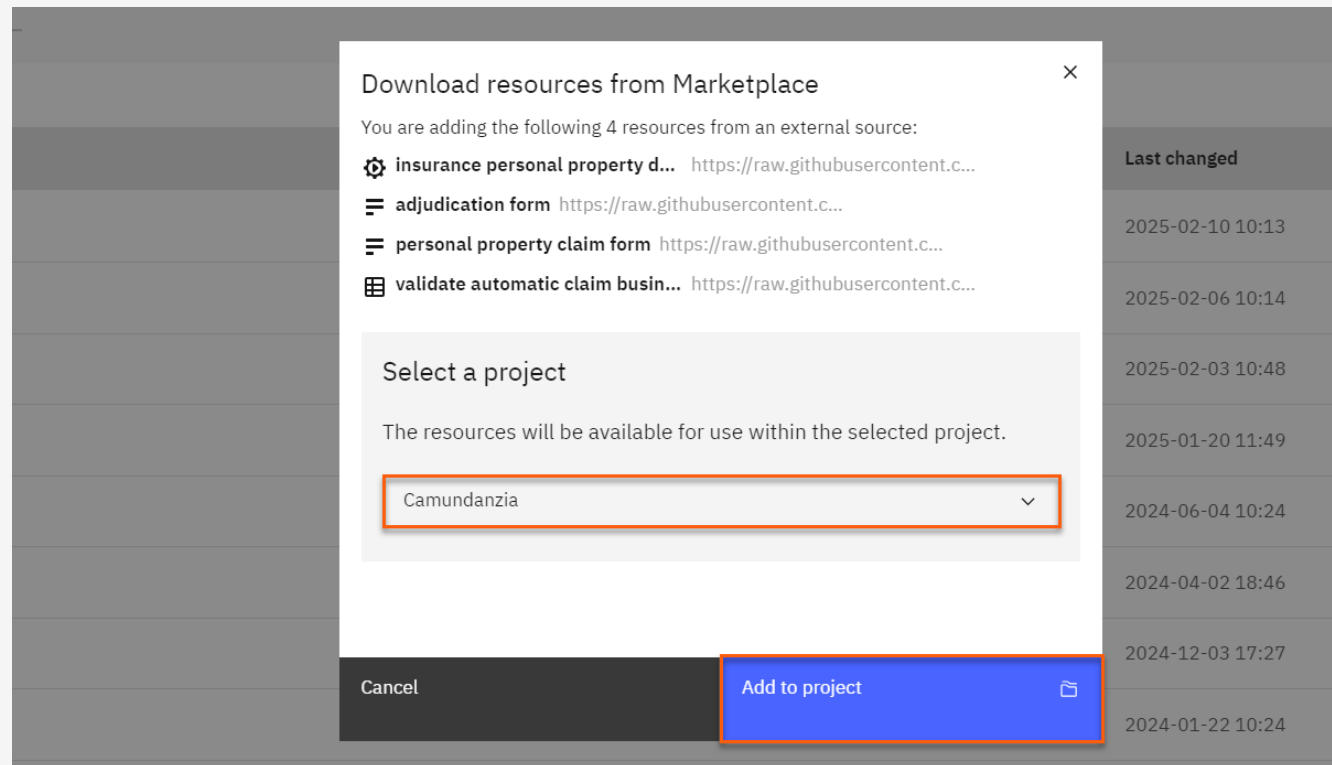 Download resources from Marketplace
You are adding the following 4 resources from an external source:
insurance personal property d... https://raw.githubusercontent.c...
adjudication form https://raw.githubusercontent.c...
personal property claim form https://raw.githubusercontent.c...
validate automatic claim busin... https://raw.githubusercontent.c...
Select a project
The resources will be available for use within the selected project.
Camundanzia
Cancel
Add to project
Last changed
2025-02-10 10:13
2025-02-06 10:14
2025-02-03 10:48
2025-01-20 11:49
2024-06-04 10:24
2024-04-02 18:46
2024-12-03 17:27
2024-01-22 10:24